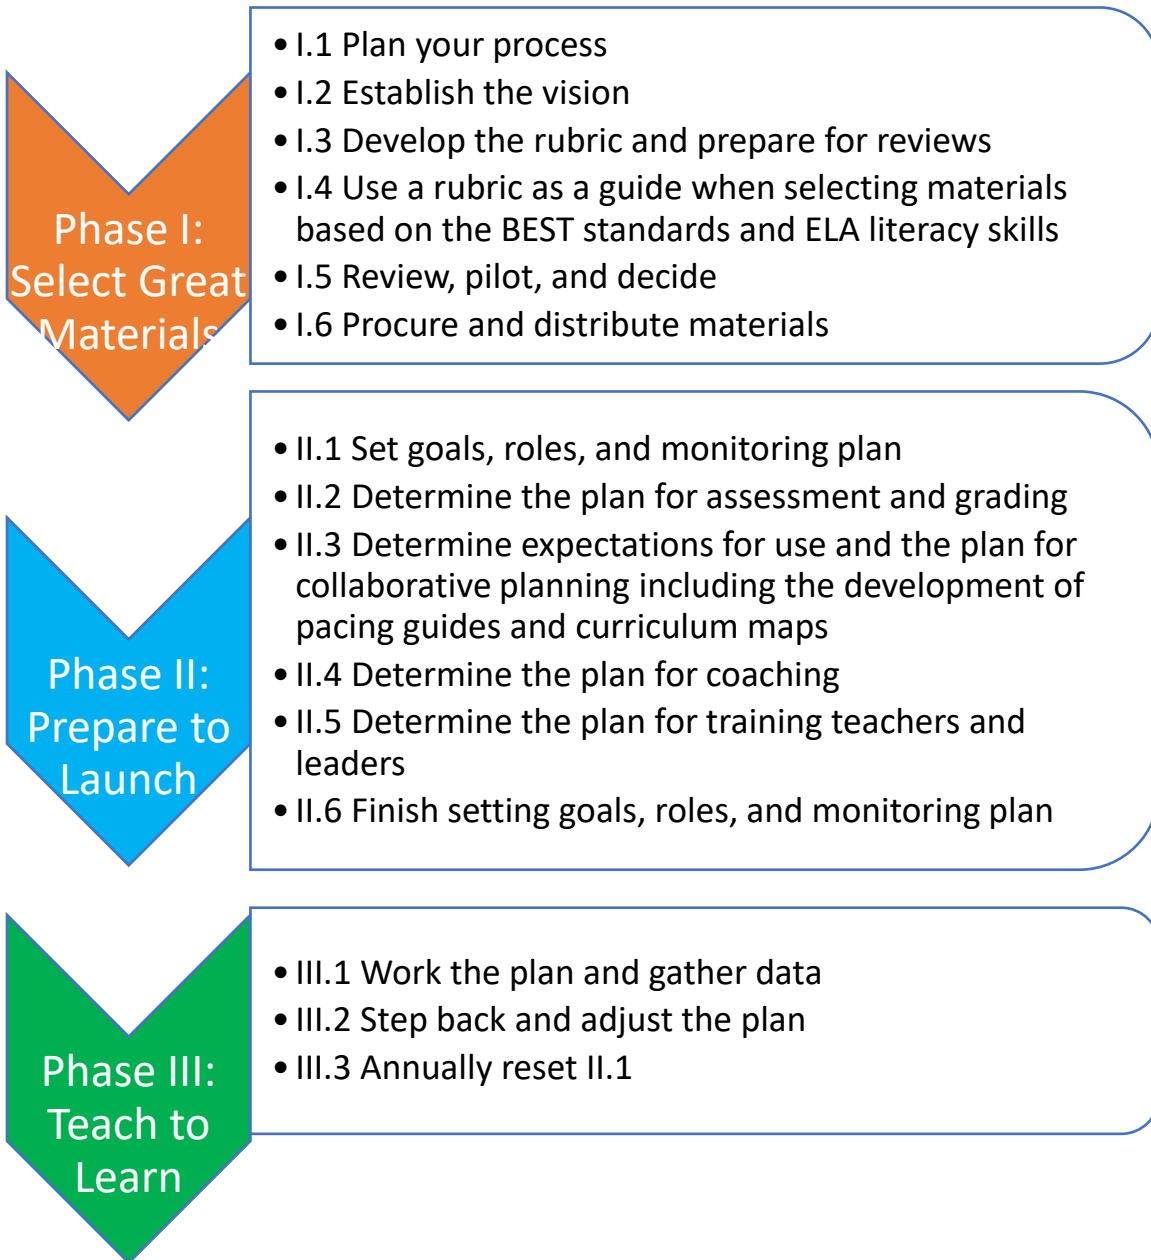 Phase I:
Select Great
Materials
• I.1 Plan your process
• I.2 Establish the vision
• I.3 Develop the rubric and prepare for reviews
• I.4 Use a rubric as a guide when selecting materials
based on the BEST standards and ELA literacy skills
• I.5 Review, pilot, and decide
• I.6 Procure and distribute materials
Phase II:
Prepare to
Launch
• II.1 Set goals, roles, and monitoring plan
• II.2 Determine the plan for assessment and grading
• II.3 Determine expectations for use and the plan for
collaborative planning including the development of
pacing guides and curriculum maps
• II.4 Determine the plan for coaching
• II.5 Determine the plan for training teachers and
leaders
• II.6 Finish setting goals, roles, and monitoring plan
Phase III:
Teach to
Learn
• III.1 Work the plan and gather data
• III.2 Step back and adjust the plan
• III.3 Annually reset II.1